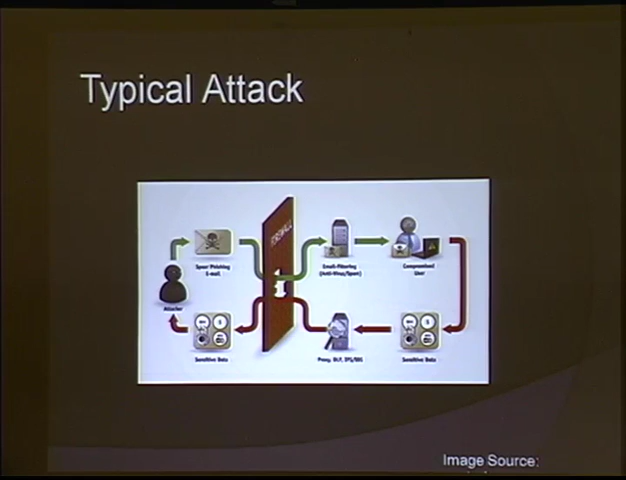 Typical Attack
FIREWALL
Spear Phishing
E-mail
Email-Filtering
(Anti-Virus/Spam)
Compromised
User
Attacker
Sensitive Data
Proxy, DLP, IPS/IDS
Sensitive Data
Image Source: